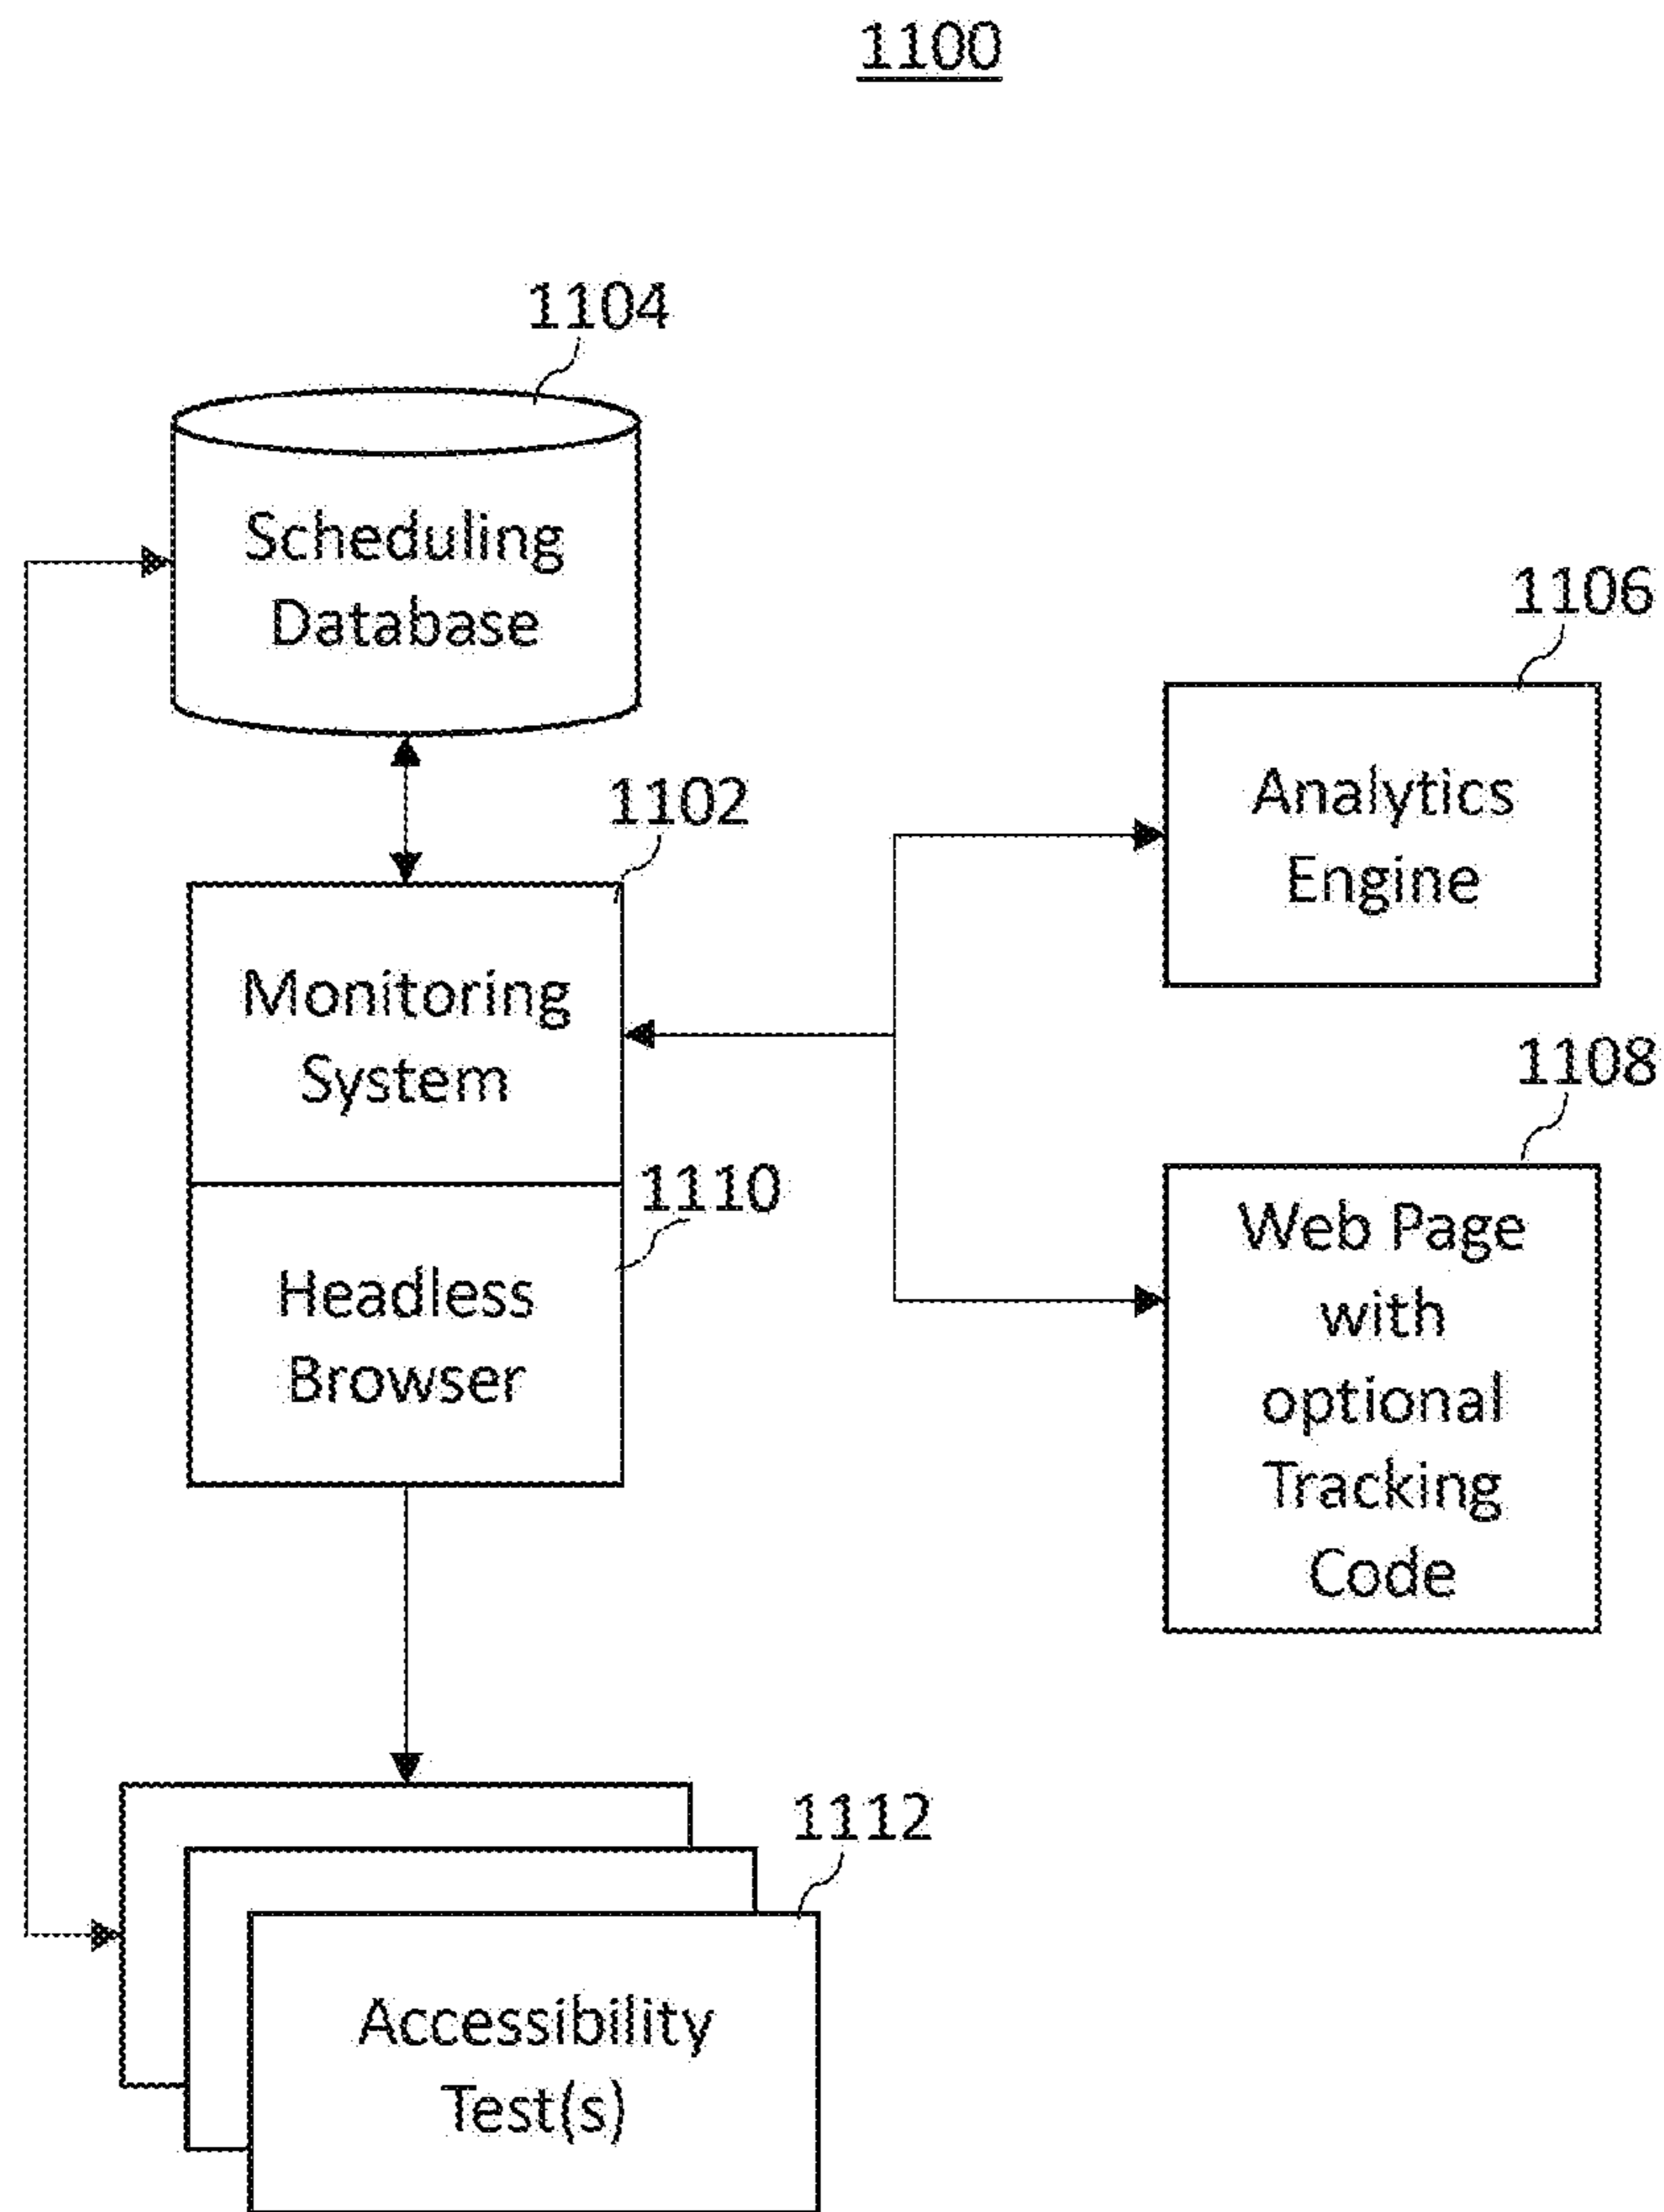 1100
1104
Scheduling
Database
1106
Analytics
Engine
1102
Monitoring
System
1108
Web Page
with
optional
Tracking
Code
1110
Headless
Browser
1112
Accessibility
Test(s)